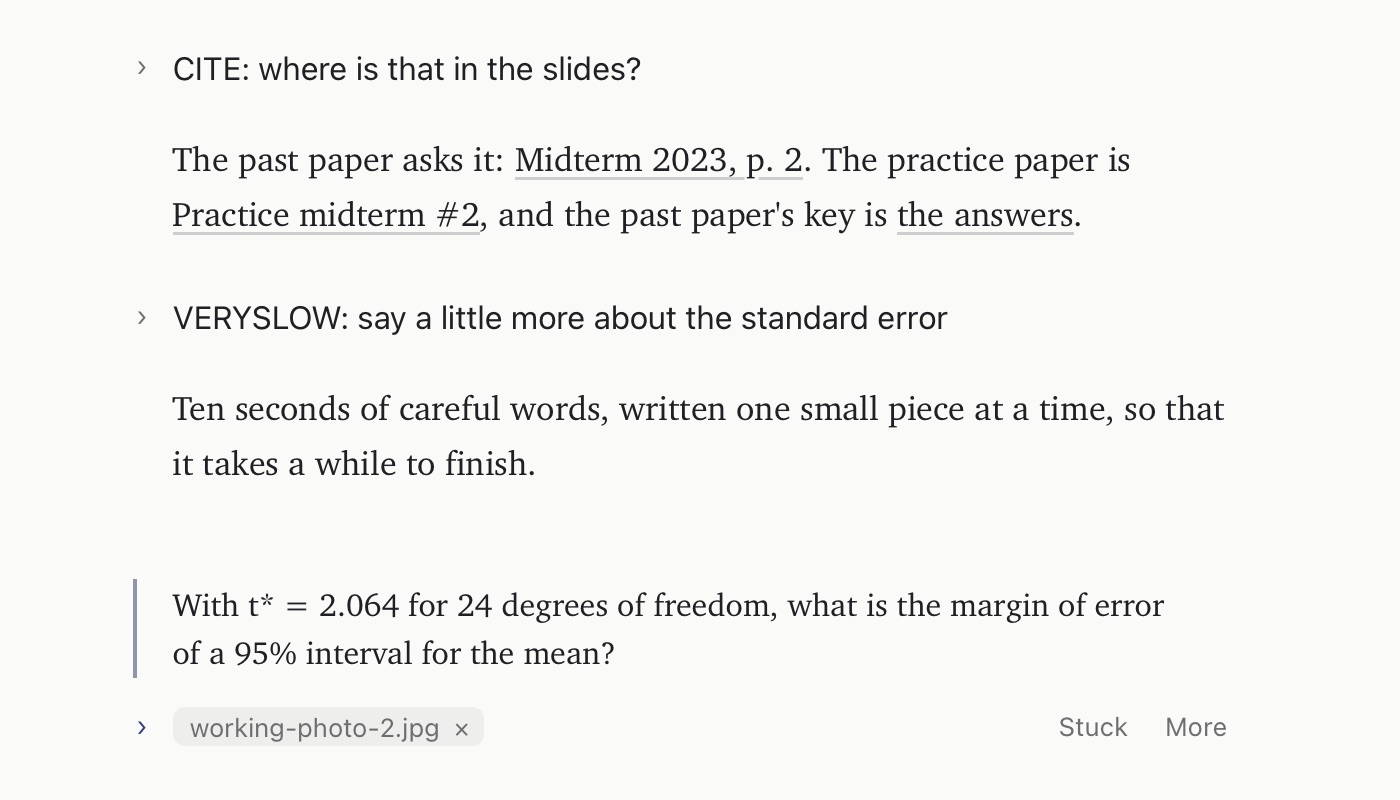 › CITE: where is that in the slides?
The past paper asks it: Midterm 2023, p. 2. The practice paper is
Practice midterm #2, and the past paper's key is the answers.
› VERYSLOW: say a little more about the standard error
Ten seconds of careful words, written one small piece at a time, so that
it takes a while to finish.
With t* = 2.064 for 24 degrees of freedom, what is the margin of error
of a 95% interval for the mean?
› working-photo-2.jpg × Stuck More